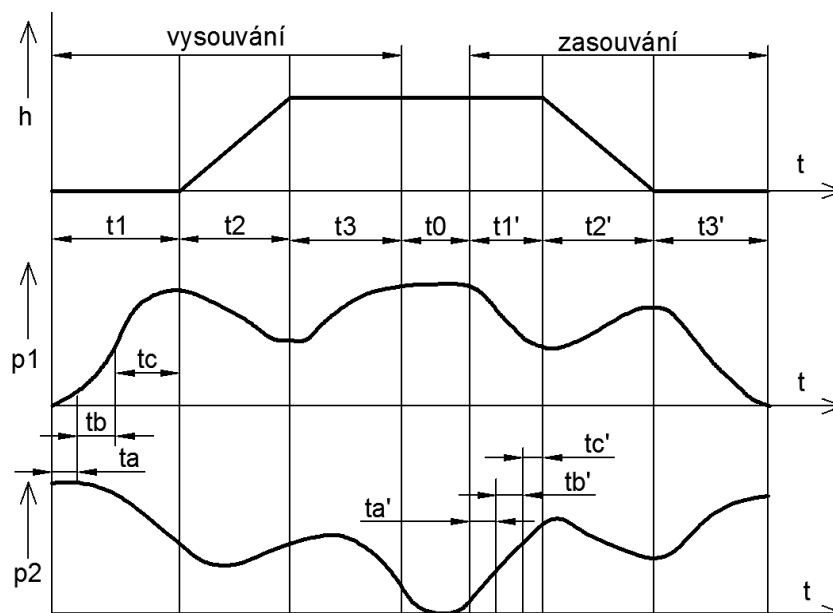 vysouvání
zasouvání
h
t
t1 t2 t3 t0 t1' t2' t3'
p1
tc
t
tb
ta
tc'
tb'
ta'
p2
t